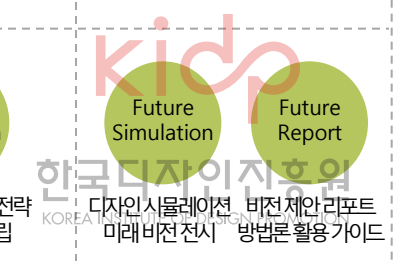 kidp
Future
Simulation
Future
Report
한국디자인진흥원
KOREA INSTITUTE OF DESIGN PROMOTION
전략
립
디자인 시뮬레이션
미래 비전 전시
비전 제안 리포트
방법론 활용 가이드